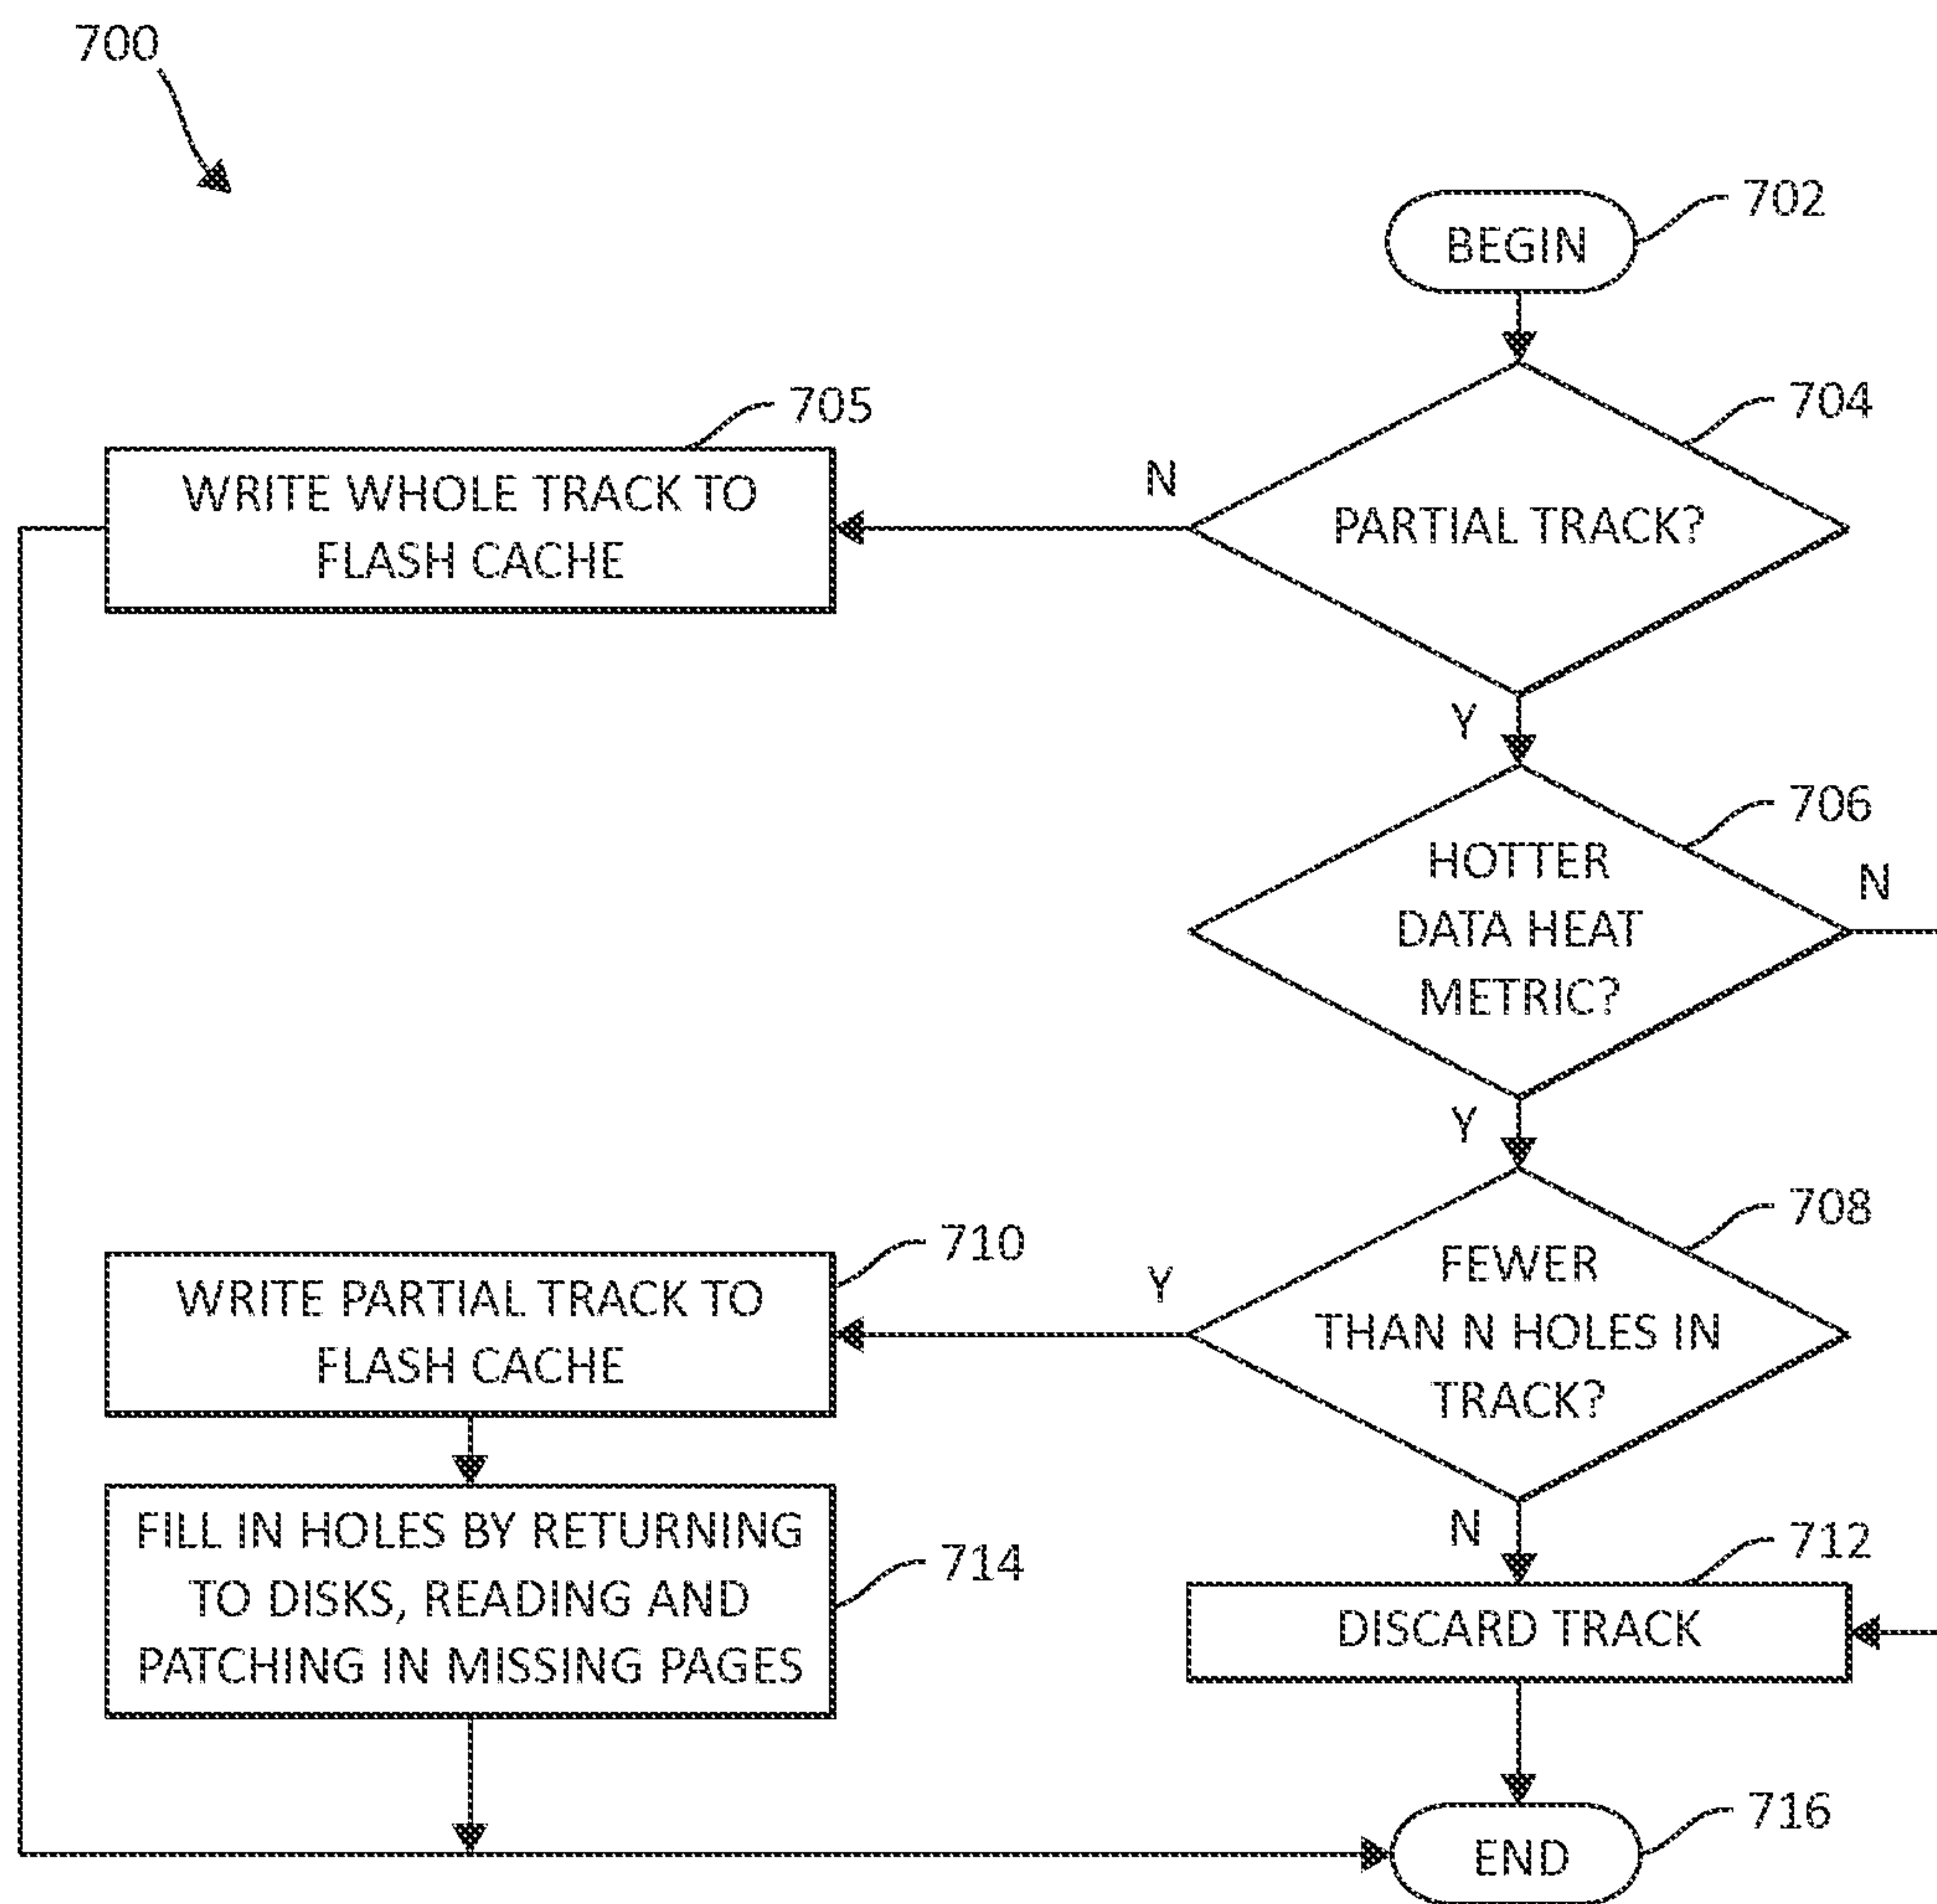 700
BEGIN
702
704
PARTIAL TRACK?
N
705
WRITE WHOLE TRACK TO
FLASH CACHE
Y
706
HOTTER
DATA HEAT
METRIC?
N
Y
708
FEWER
THAN N HOLES IN
TRACK?
Y
710
WRITE PARTIAL TRACK TO
FLASH CACHE
N
712
DISCARD TRACK
714
FILL IN HOLES BY RETURNING
TO DISKS, READING AND
PATCHING IN MISSING PAGES
716
END